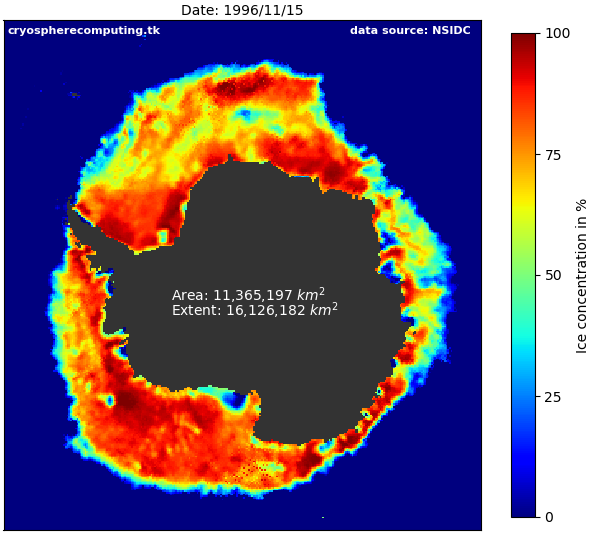 Date: 1996/11/15
cryospherecomputing.tk
data source: NSIDC
Area: 11,365,197 km²
Extent: 16,126,182 km²
100
75
50
25
0
Ice concentration in %